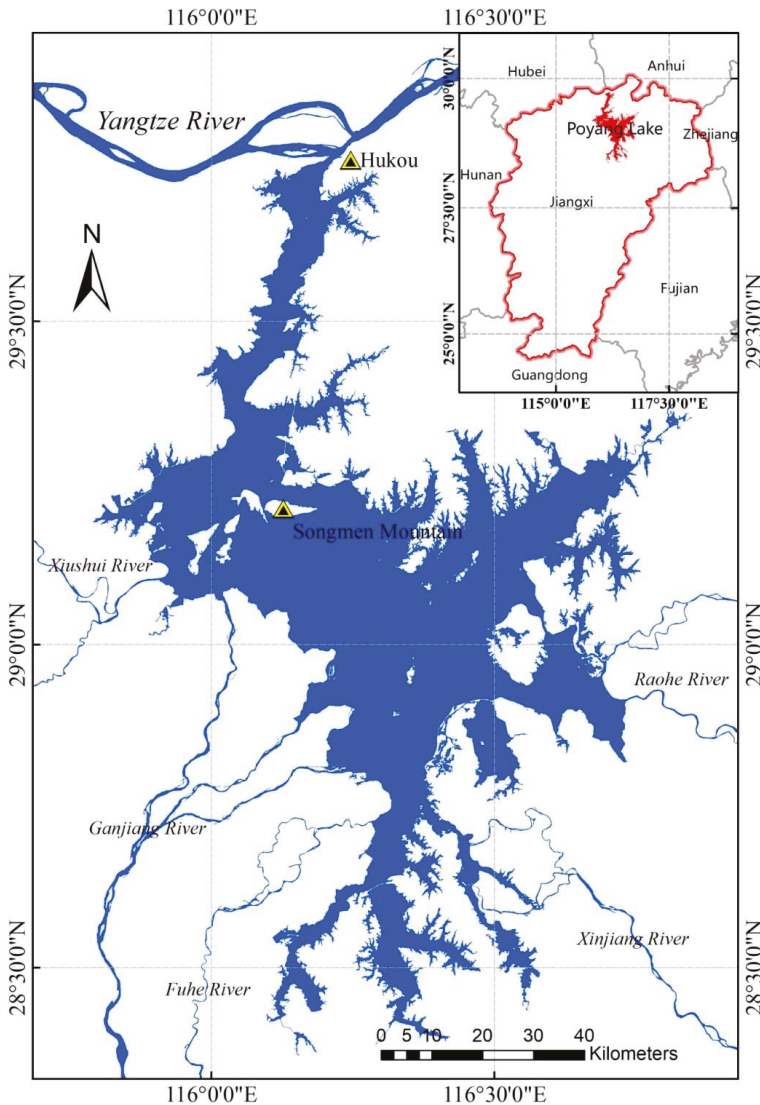 116°0'0"E
116°30'0"E
Yangtze River
Hukou
N
Hubei
Anhui
30°0'0"N
Poyang Lake
Zhejiang
Hunan
Jiangxi
27°30'0"N
Fujian
25°0'0"N
Guangdong
115°0'0"E
117°30'0"E
29°30'0"N
29°30'0"N
Songmen Mountain
Xiushui River
29°0'0"N
29°0'0"N
Raohe River
Ganjiang River
Xinjiang River
28°30'0"N
28°30'0"N
Fuhe River
0 5 10 20 30 40
Kilometers
116°0'0"E
116°30'0"E